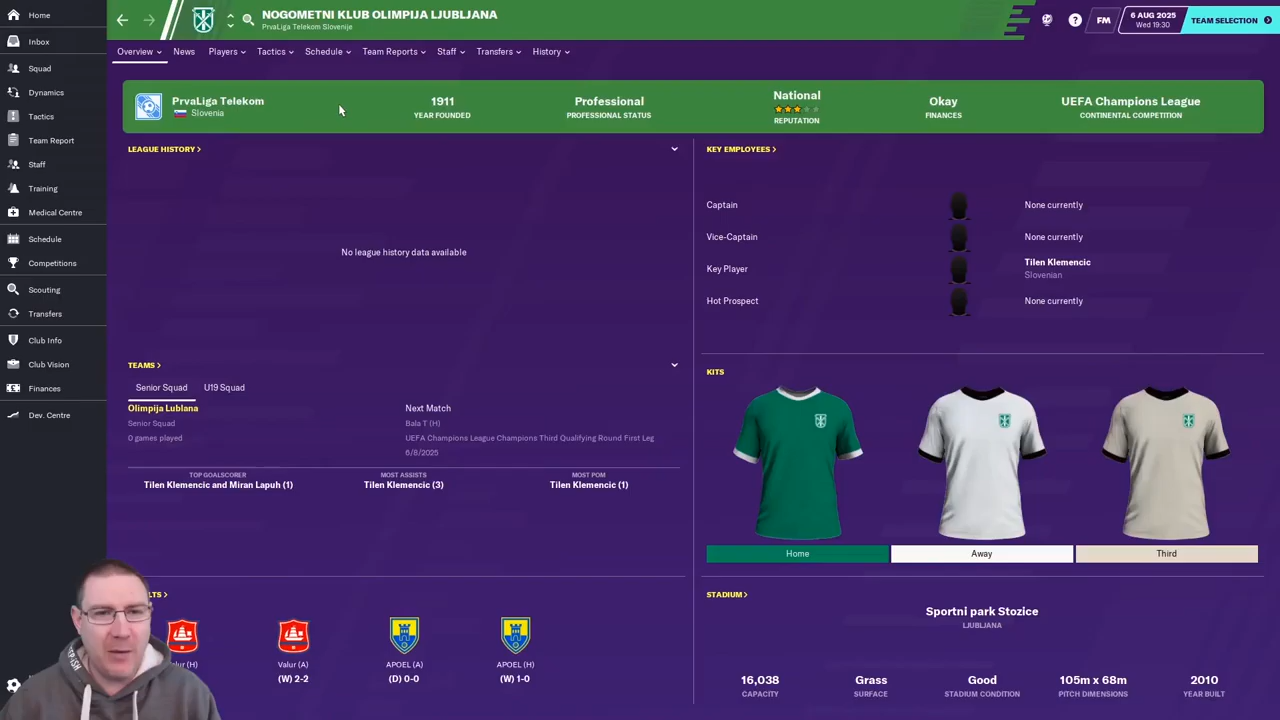 Home
Inbox
Squad
Dynamics
Tactics
Team Report
Staff
Training
Medical Centre
Schedule
Competitions
Scouting
Transfers
Club Info
Club Vision
Finances
Dev. Centre
NOGOMETNI KLUB OLIMPIJA LJUBLJANA
PrvaLiga Telekom Slovenije
FM
6 AUG 2025
Wed 19:30
TEAM SELECTION
Overview
News
Players
Tactics
Schedule
Team Reports
Staff
Transfers
History
PrvaLiga Telekom
Slovenia
1911
YEAR FOUNDED
Professional
PROFESSIONAL STATUS
National
REPUTATION
Okay
FINANCES
UEFA Champions League
CONTINENTAL COMPETITION
LEAGUE HISTORY >
No league history data available
KEY EMPLOYEES >
Captain
None currently
Vice-Captain
None currently
Key Player
Tilen Klemencic
Slovenian
Hot Prospect
None currently
TEAMS >
Senior Squad
U19 Squad
Olimpija Lublana
Senior Squad
0 games played
Next Match
Bala T (H)
UEFA Champions League Champions Third Qualifying Round First Leg
6/8/2025
TOP GOALSCORER
Tilen Klemencic and Miran Lapuh (1)
MOST ASSISTS
Tilen Klemencic (3)
MOST POM
Tilen Klemencic (1)
KITS
Home
Away
Third
Valur (A)
(W) 2-2
APOEL (A)
(D) 0-0
APOEL (H)
(W) 1-0
STADIUM >
Sportni park Stozice
LJUBLJANA
16,038
CAPACITY
Grass
SURFACE
Good
STADIUM CONDITION
105m x 68m
PITCH DIMENSIONS
2010
YEAR BUILT